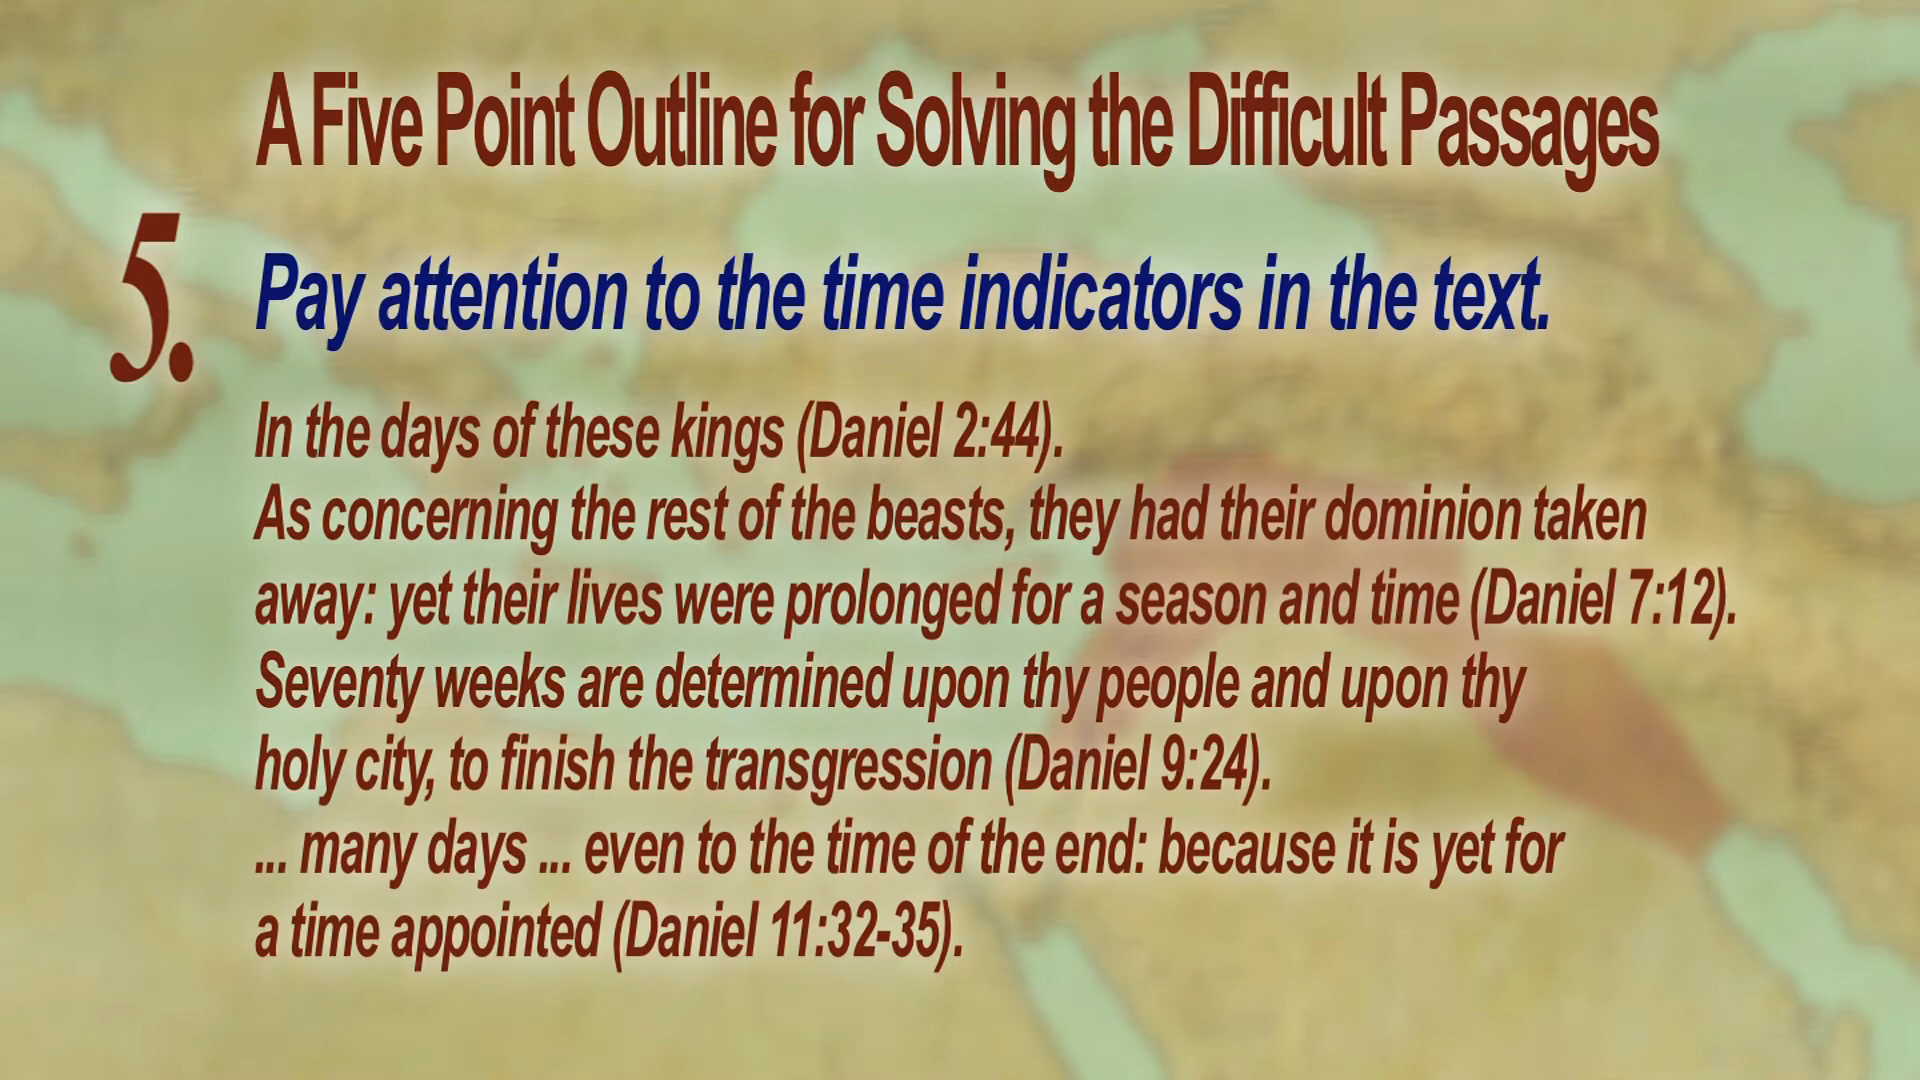 A Five Point Outline for Solving the Difficult Passages
5. Pay attention to the time indicators in the text.
In the days of these kings (Daniel 2:44).
As concerning the rest of the beasts, they had their dominion taken
away: yet their lives were prolonged for a season and time (Daniel 7:12).
Seventy weeks are determined upon thy people and upon thy
holy city, to finish the transgression (Daniel 9:24).
... many days ... even to the time of the end: because it is yet for
a time appointed (Daniel 11:32-35).